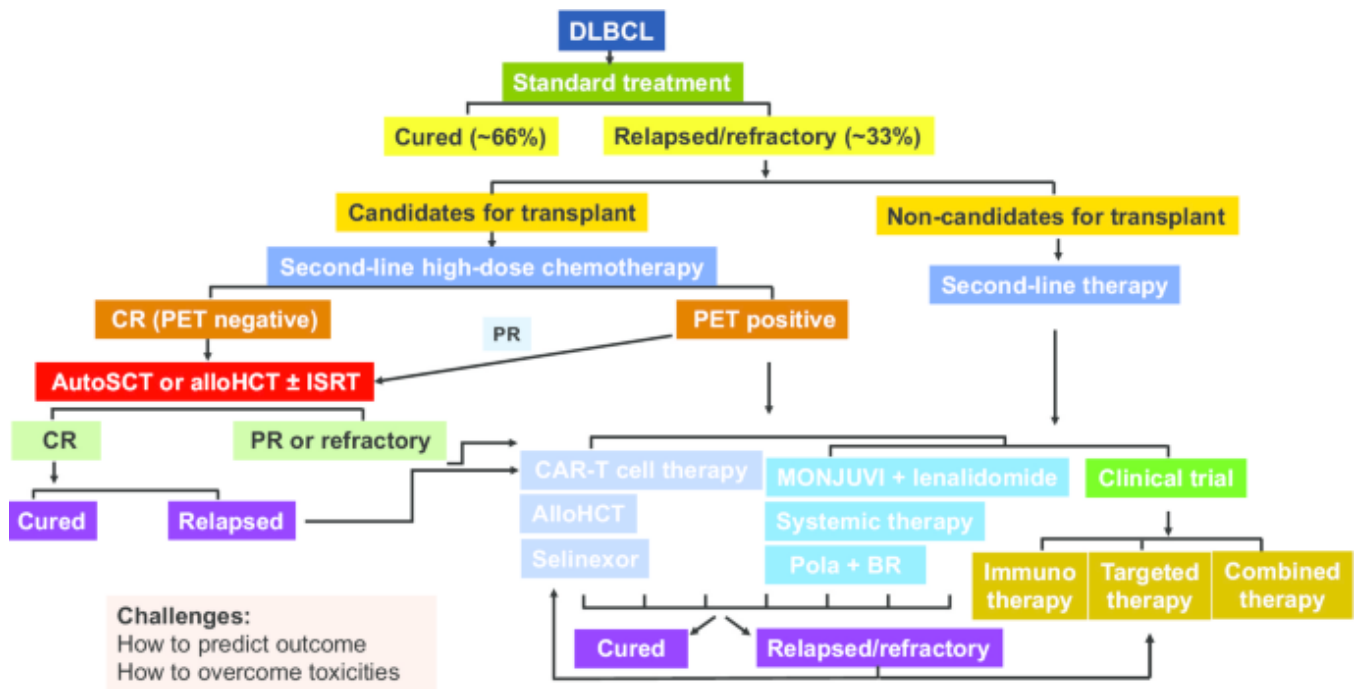 DLBCL
Standard treatment
Cured (~66%)
Relapsed/refractory (~33%)
Candidates for transplant
Non-candidates for transplant
Second-line high-dose chemotherapy
Second-line therapy
CR (PET negative)
PET positive
PR
AutoSCT or alloHCT ± ISRT
CR
PR or refractory
CAR-T cell therapy
MONJUVI + lenalidomide
Clinical trial
Cured
Relapsed
AlloHCT
Systemic therapy
Selinexor
Pola + BR
Immuno
therapy
Targeted
therapy
Combined
therapy
Challenges:
How to predict outcome
How to overcome toxicities
Cured
Relapsed/refractory